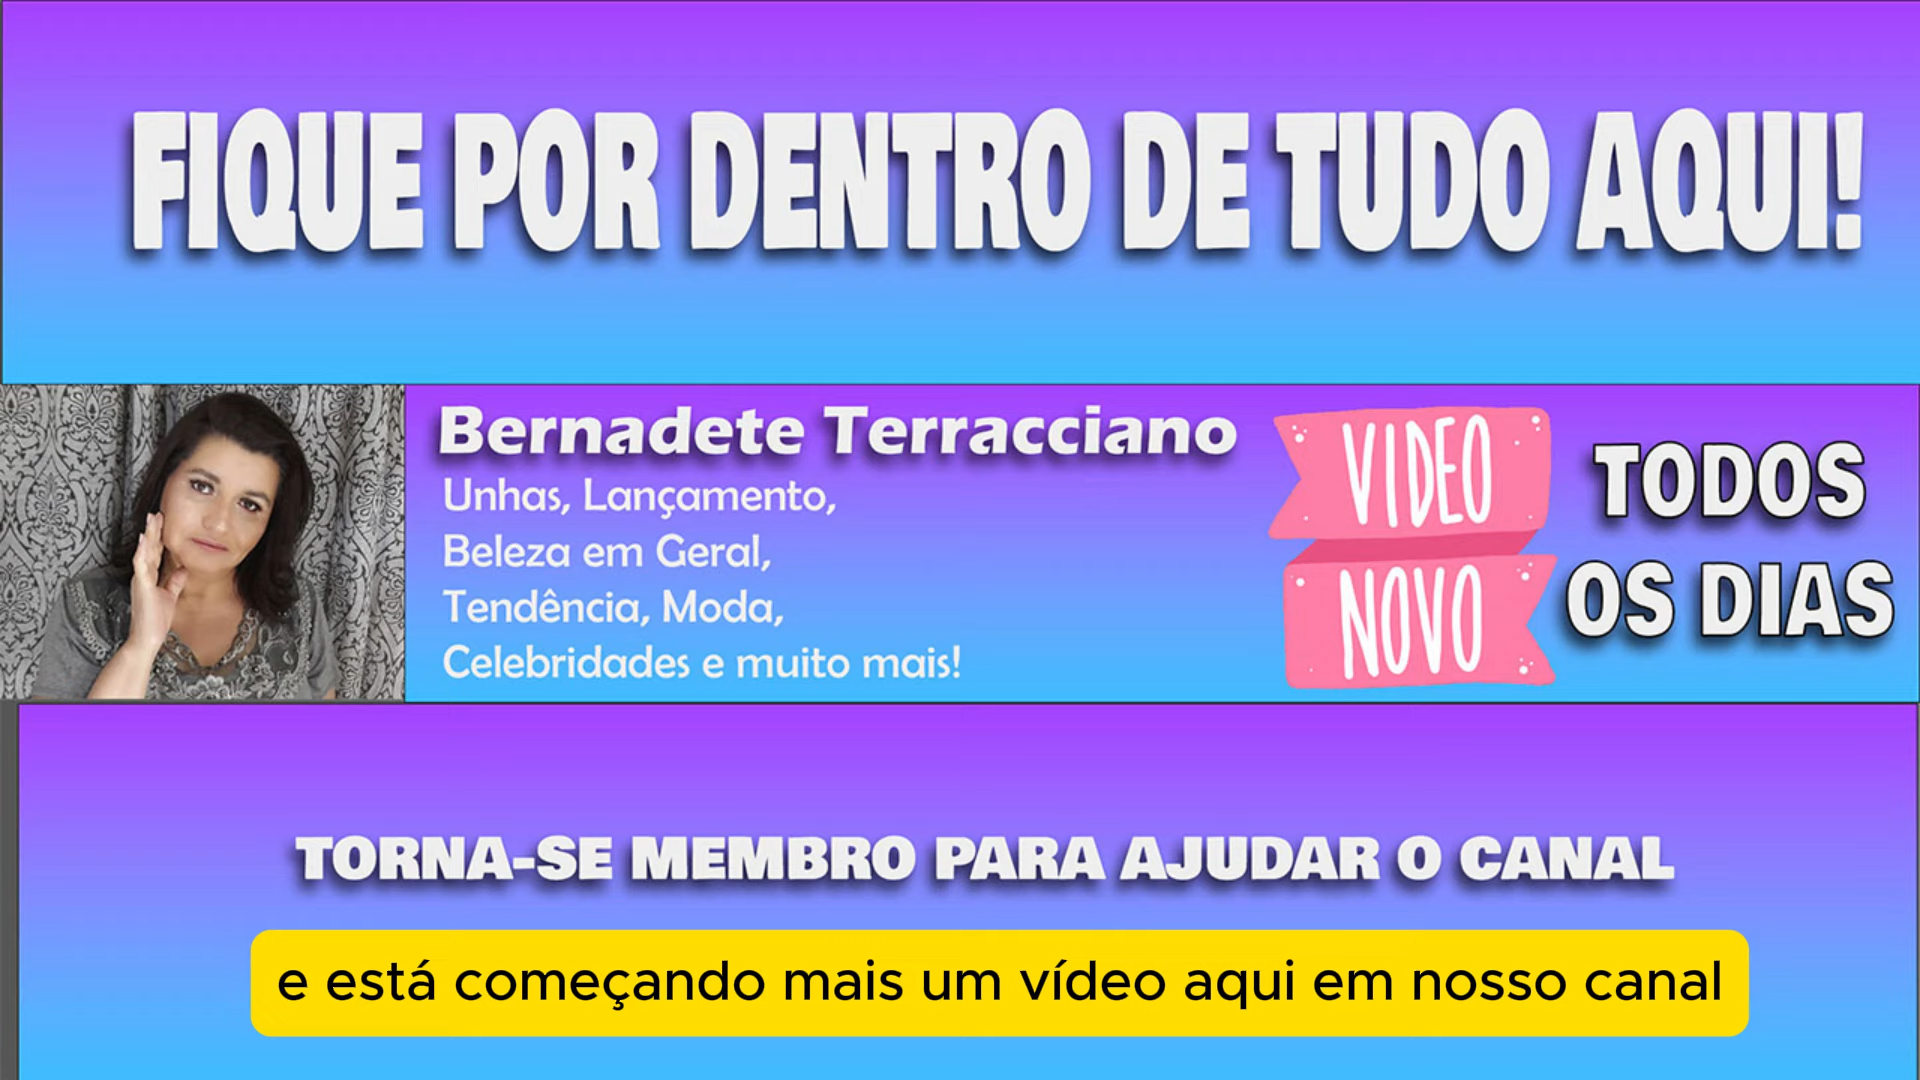 FIQUE POR DENTRO DE TUDO AQUI!
Bernadete Terracciano
Unhas, Lançamento,
Beleza em Geral,
Tendência, Moda,
Celebridades e muito mais!
VIDEO
NOVO
TODOS
OS DIAS
TORNA-SE MEMBRO PARA AJUDAR O CANAL
e está começando mais um vídeo aqui em nosso canal